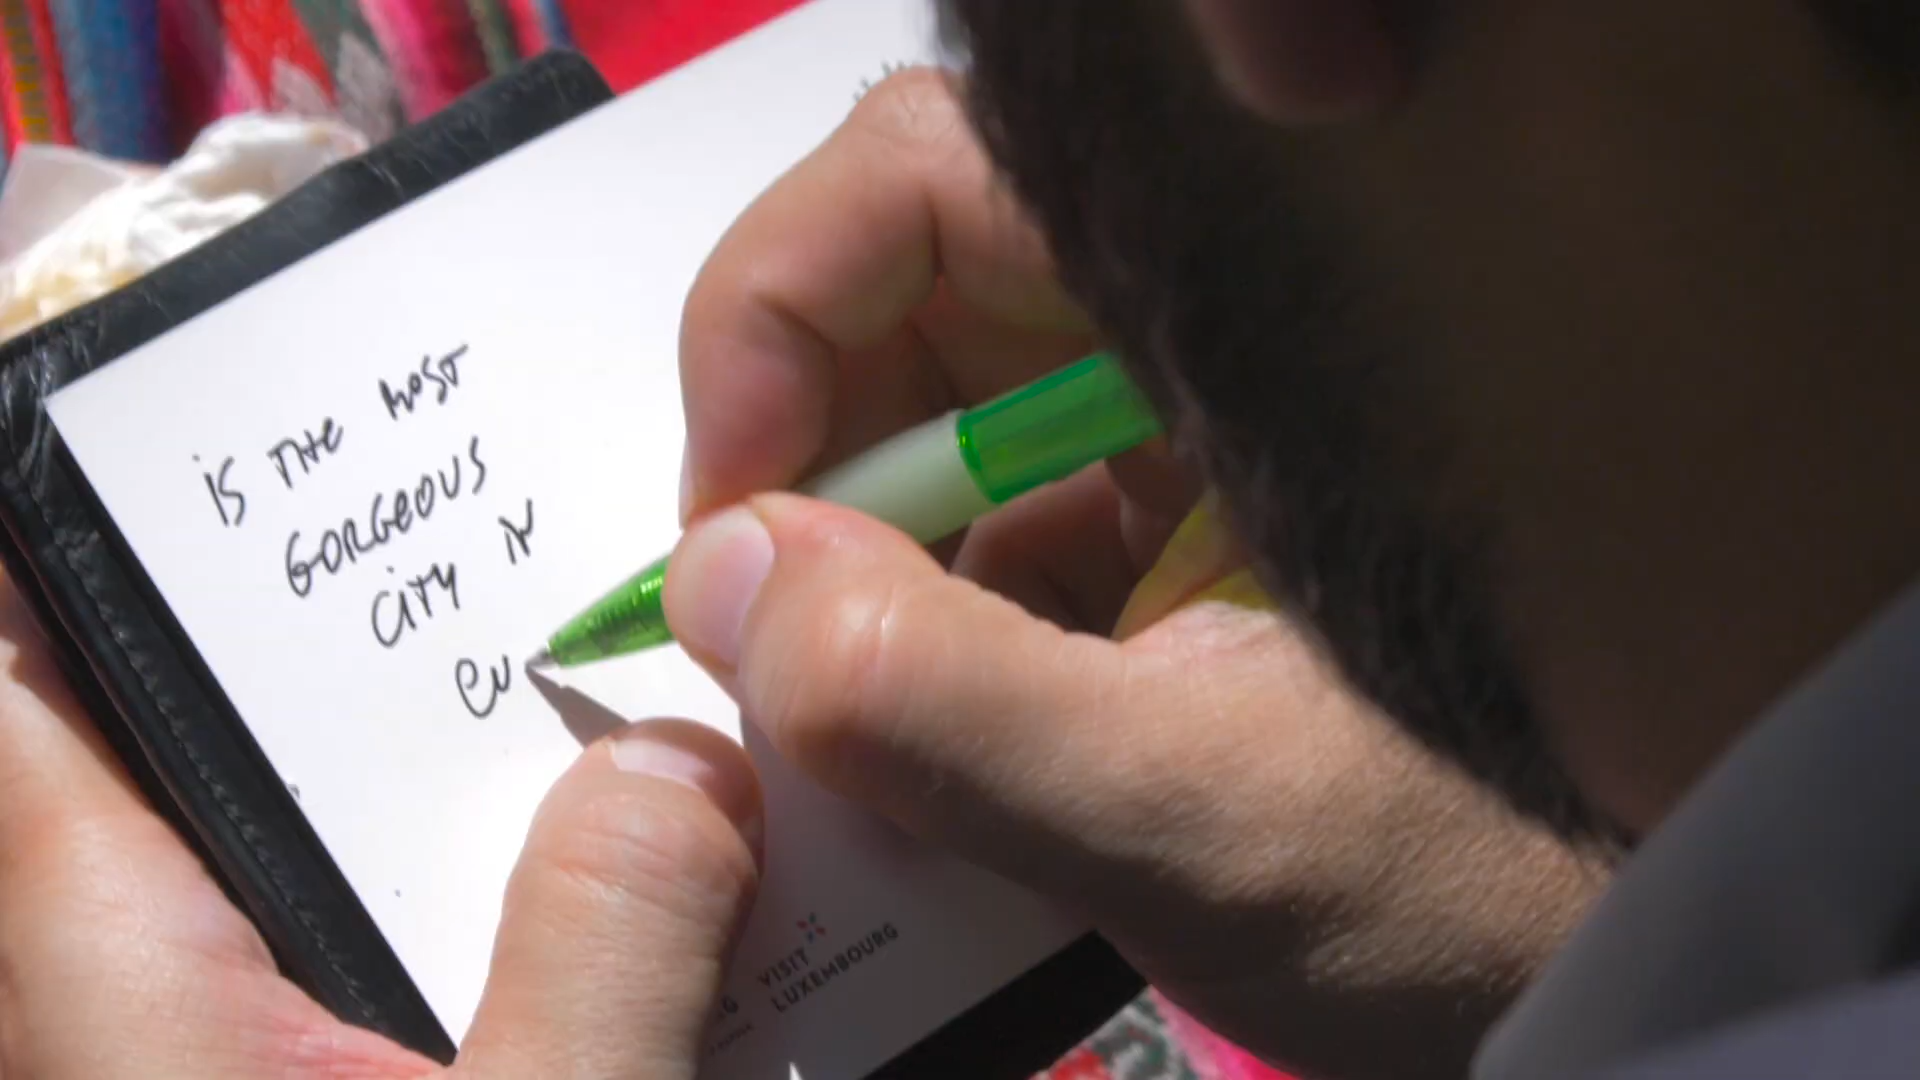 is THe MOST
GORGeOUS
CiTY iN
eu
VISIT
LUXEMBOURG